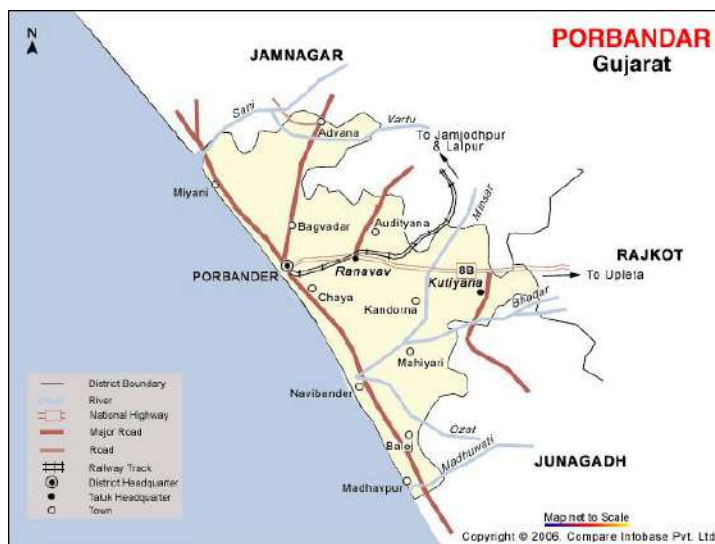 N
PORBANDAR
Gujarat
JAMNAGAR
Sani
Advana
Vartu
To Jamjodhpur
& Lalpur
Miyani
Minsar
Bagvadar
Audityana
RAJKOT
PORBANDER
Ranavav
8B
To Upleta
Kutiyana
Chaya
Kandorna
Bhadar
Mahiyari
Navibander
Ozat
Balej
Madhuwati
JUNAGADH
Madhavpur
District Boundary
River
National Highway
Major Road
Road
Railway Track
District Headquarter
Taluk Headquarter
Town
Map not to Scale
Copyright © 2006, Compare Infobase Pvt. Ltd